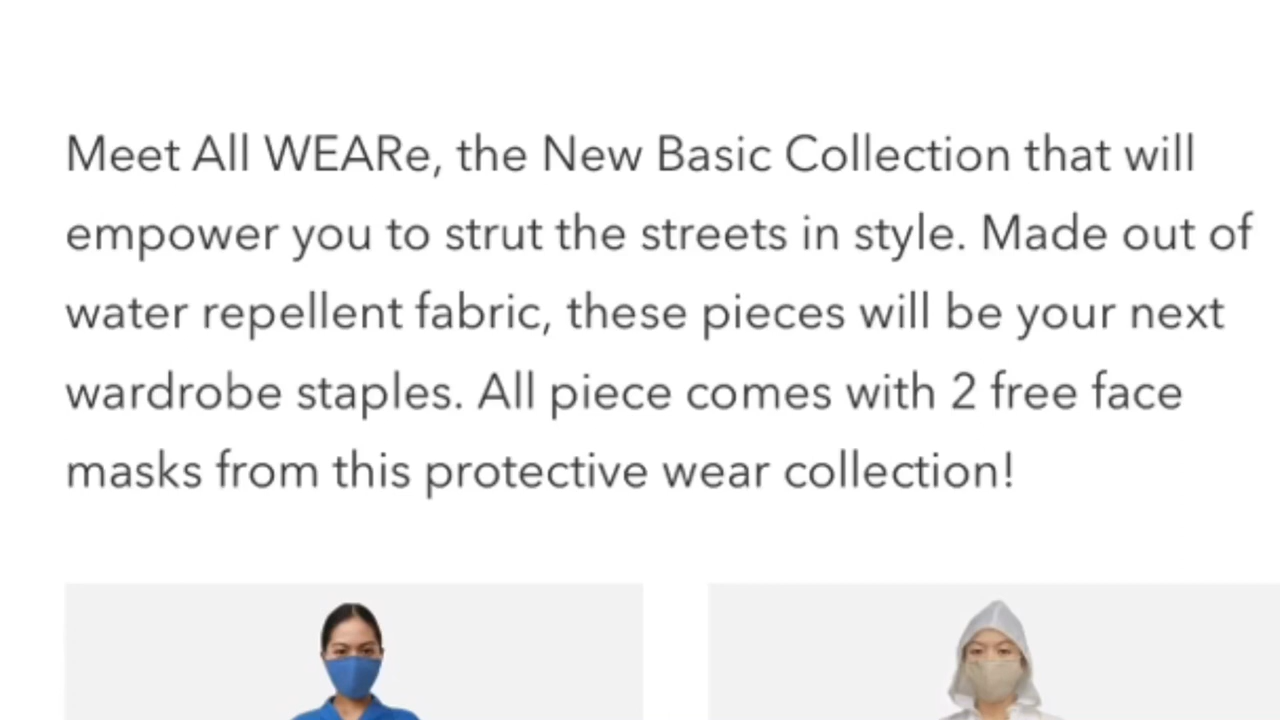 Meet All WEARe, the New Basic Collection that will
empower you to strut the streets in style. Made out of
water repellent fabric, these pieces will be your next
wardrobe staples. All piece comes with 2 free face
masks from this protective wear collection!